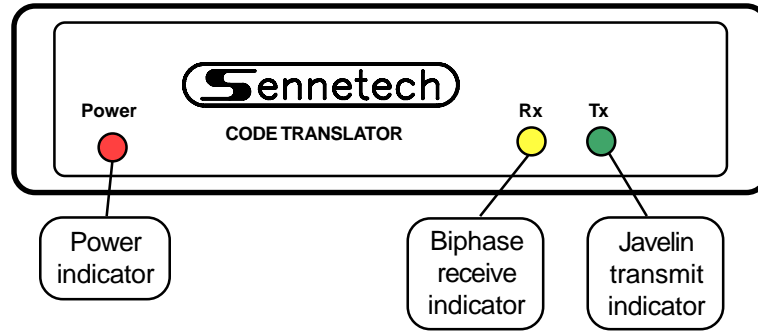 Sennetech
Power
CODE TRANSLATOR
Rx
Tx
Power
indicator
Biphase
receive
indicator
Javelin
transmit
indicator